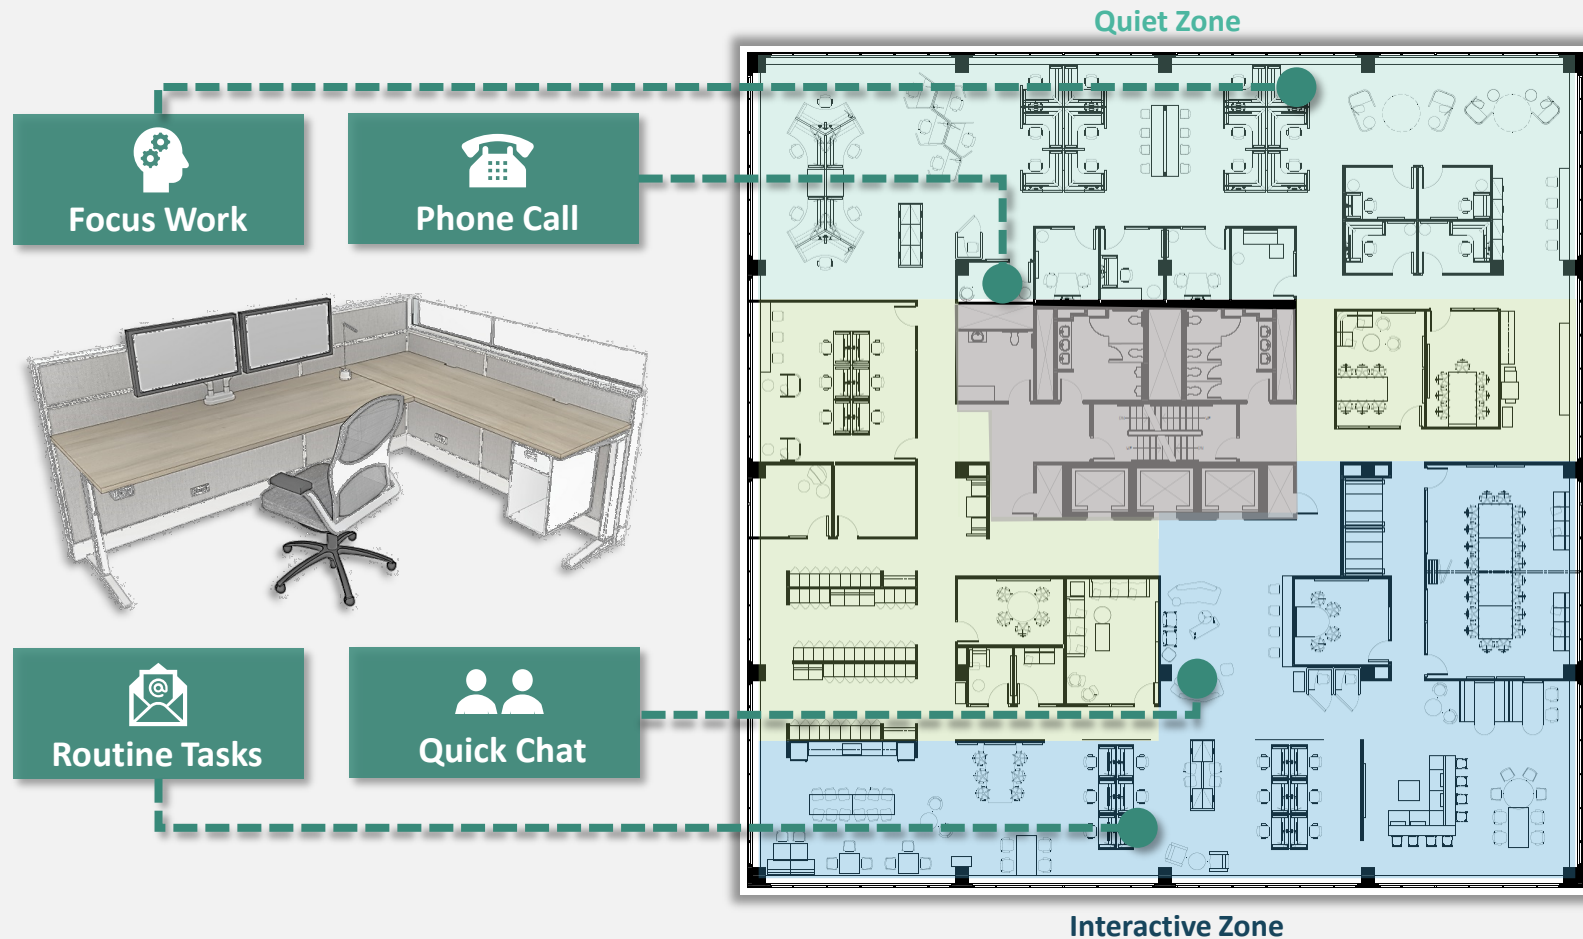 Quiet Zone
Focus Work
Phone Call
@
Routine Tasks
Quick Chat
Interactive Zone